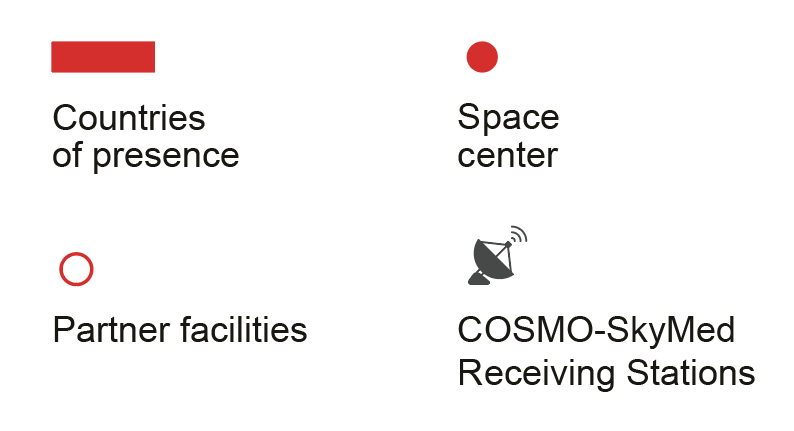 Countries
of presence
Space
center
Partner facilities
COSMO-SkyMed
Receiving Stations